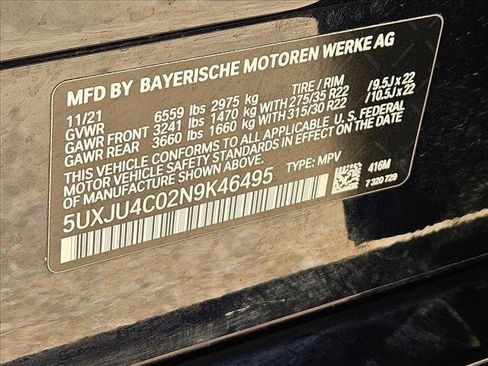 MFD BY BAYERISCHE MOTOREN WERKE AG
11/21 TIRE / RIM
GVWR 6559 lbs 2975 kg
GAWR FRONT 3241 lbs 1470 kg WITH 275/35 R22 /9.5J x 22
GAWR REAR 3660 lbs 1660 kg WITH 315/30 R22 /10.5J x 22
THIS VEHICLE CONFORMS TO ALL APPLICABLE U. S. FEDERAL
MOTOR VEHICLE SAFETY STANDARDS IN EFFECT ON THE DATE
OF MANUFACTURE SHOWN ABOVE.
5UXJU4C02N9K46495 TYPE: MPV
416M
7 320 729